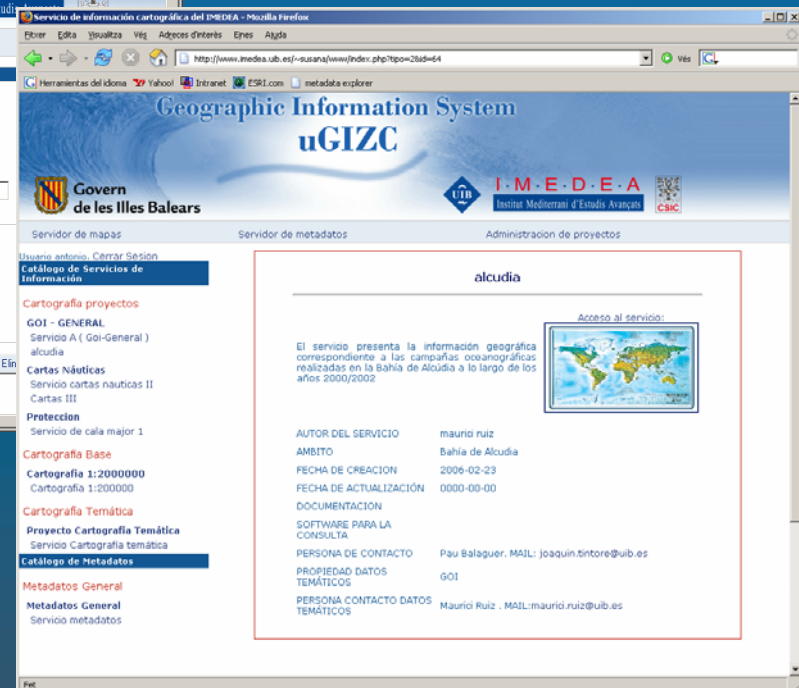 Servicio de información cartográfica del IMEDEA - Mozilla Firefox
Fitxer Edita Visualitza Vés Adreces d'interès Eines Ajuda
http://www.imedea.uib.es/~susana/www/index.php?tipo=2&id=64
Vés
Herramientas del idioma Yahoo! Intranet ESRI.com metadata explorer
Geographic Information System
uGIZC
Govern
de les Illes Balears
UIB
I·M·E·D·E·A
Institut Mediterrani d'Estudis Avançats
CSIC
Servidor de mapas Servidor de metadatos Administracion de proyectos
Usuario antonio. Cerrar Sesion
Catálogo de Servicios de
Información
Cartografía proyectos
GOI - GENERAL
Servicio A ( Goi-General )
alcudia
Cartas Náuticas
Servicio cartas nauticas II
Cartas III
Proteccion
Servicio de cala major 1
Cartografía Base
Cartografia 1:2000000
Cartografía 1:200000
Cartografía Temática
Proyecto Cartografía Temática
Servicio Cartografía temática
Catálogo de Metadatos
Metadatos General
Metadatos General
Servicio metadatos
alcudia
Acceso al servicio:
El servicio presenta la información geográfica
correspondiente a las campañas oceanográficas
realizadas en la Bahía de Alcúdia a lo largo de los
años 2000/2002
AUTOR DEL SERVICIO maurici ruiz
AMBITO Bahía de Alcudia
FECHA DE CREACION 2006-02-23
FECHA DE ACTUALIZACIÓN 0000-00-00
DOCUMENTACION
SOFTWARE PARA LA
CONSULTA
PERSONA DE CONTACTO Pau Balaguer. MAIL: joaquin.tintore@uib.es
PROPIEDAD DATOS
TEMÁTICOS GOI
PERSONA CONTACTO DATOS
TEMÁTICOS Maurici Ruiz . MAIL:maurici.ruiz@uib.es
Fet